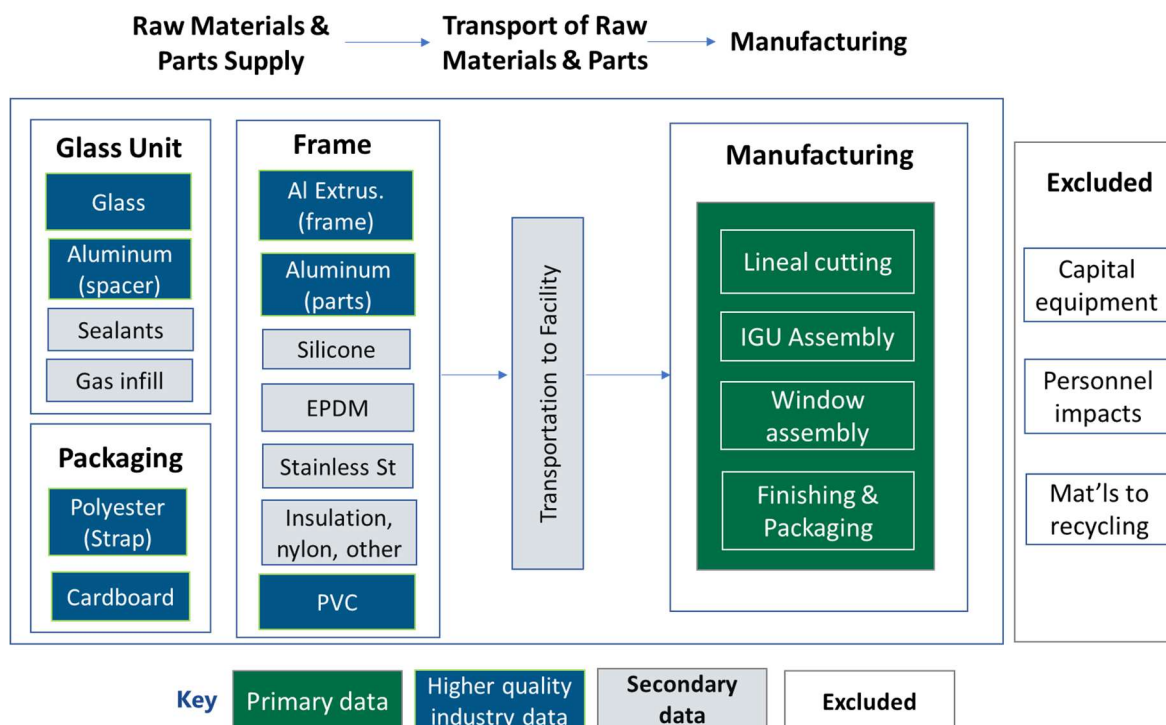 Raw Materials &
Parts Supply
Transport of Raw
Materials & Parts
Manufacturing
Glass Unit
Glass
Aluminum
(spacer)
Sealants
Gas infill
Packaging
Polyester
(Strap)
Cardboard
Frame
Al Extrus.
(frame)
Aluminum
(parts)
Silicone
EPDM
Stainless St
Insulation,
nylon, other
PVC
Transportation to Facility
Manufacturing
Lineal cutting
IGU Assembly
Window
assembly
Finishing &
Packaging
Excluded
Capital
equipment
Personnel
impacts
Mat'ls to
recycling
Key
Primary data
Higher quality
industry data
Secondary
data
Excluded